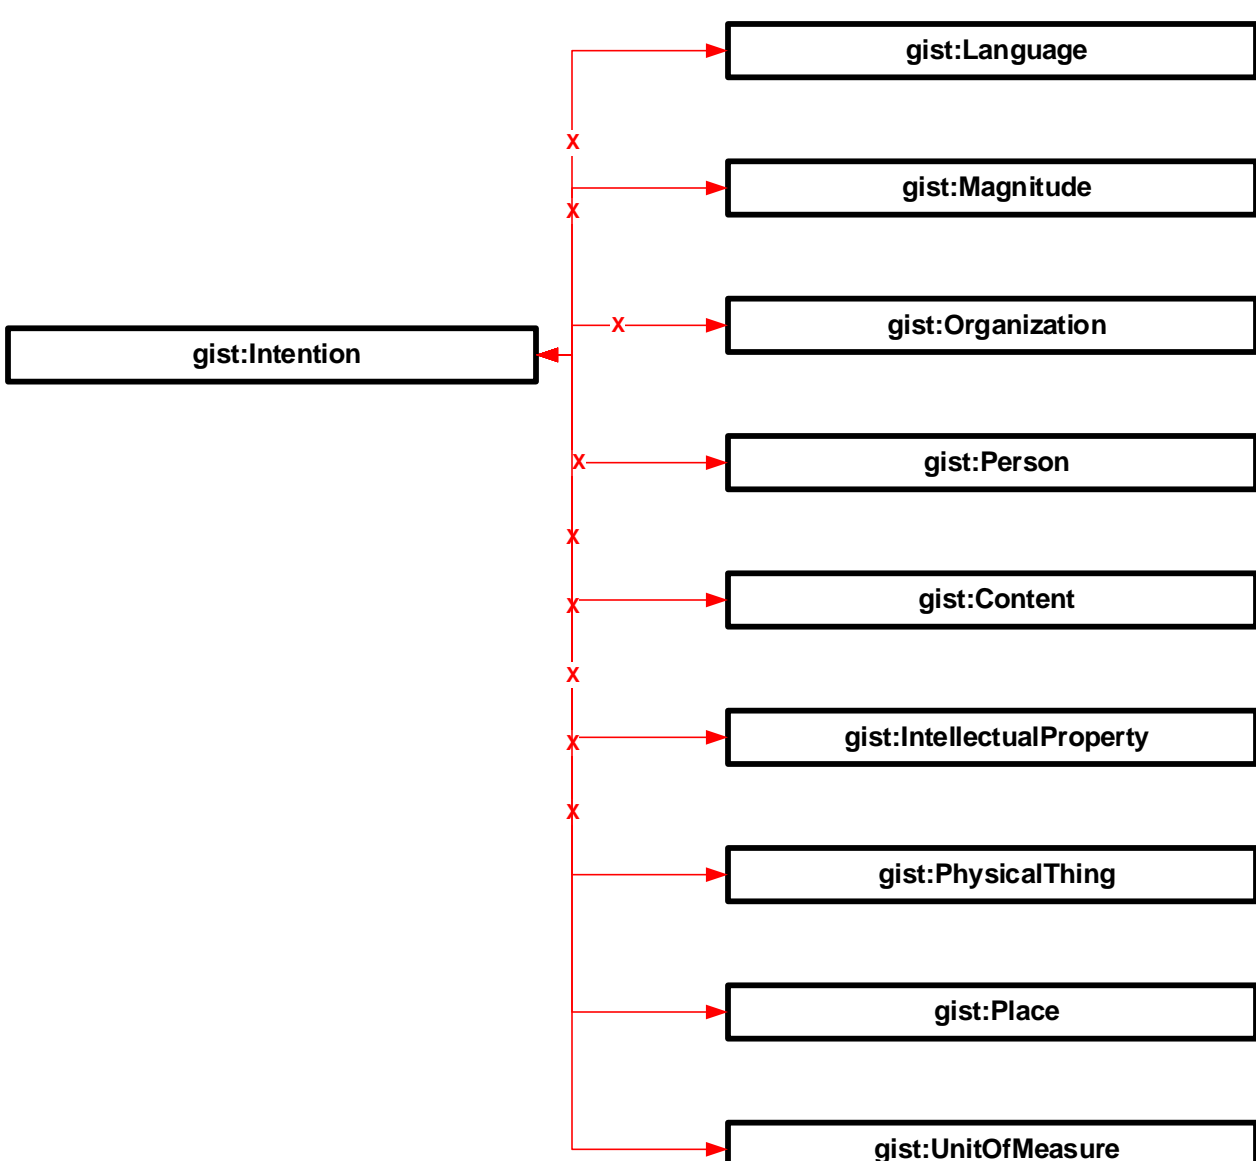 gist:Language
X
gist:Magnitude
X
gist:Organization
X
gist:Intention
gist:Person
X
X
gist:Content
X
X
gist:IntellectualProperty
X
X
gist:PhysicalThing
gist:Place
gist:UnitOfMeasure